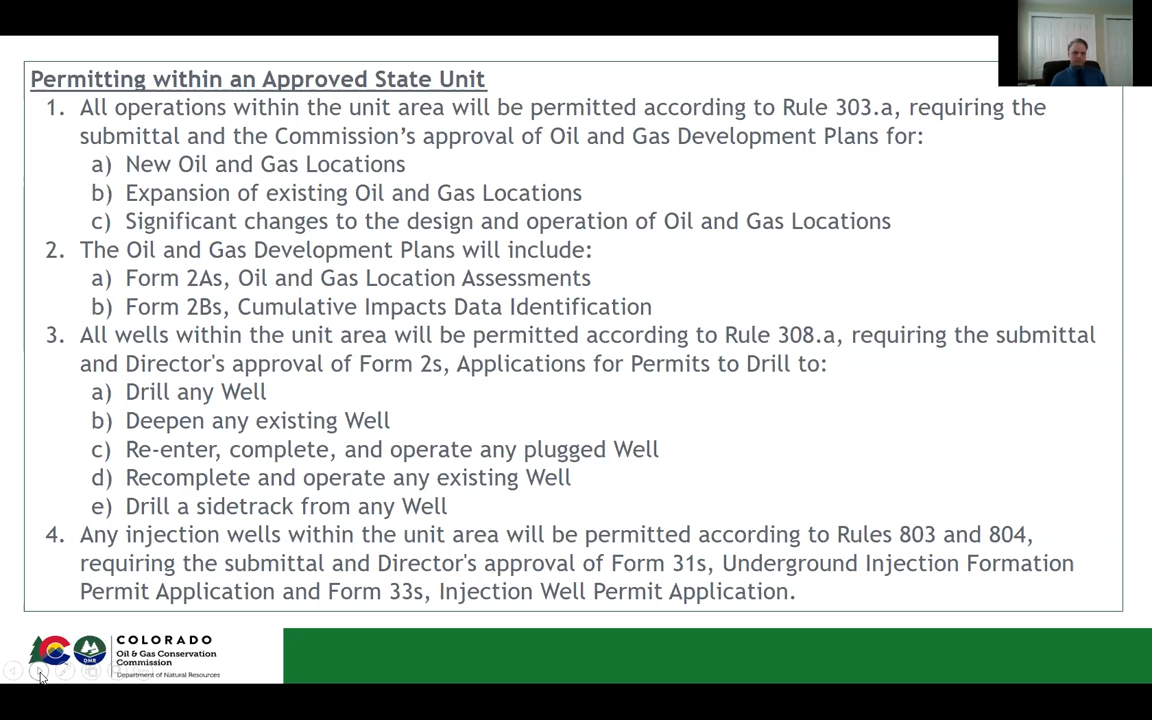 Permitting within an Approved State Unit
1. All operations within the unit area will be permitted according to Rule 303.a, requiring the
submittal and the Commission's approval of Oil and Gas Development Plans for:
a) New Oil and Gas Locations
b) Expansion of existing Oil and Gas Locations
c) Significant changes to the design and operation of Oil and Gas Locations
2. The Oil and Gas Development Plans will include:
a) Form 2As, Oil and Gas Location Assessments
b) Form 2Bs, Cumulative Impacts Data Identification
3. All wells within the unit area will be permitted according to Rule 308.a, requiring the submittal
and Director's approval of Form 2s, Applications for Permits to Drill to:
a) Drill any Well
b) Deepen any existing Well
c) Re-enter, complete, and operate any plugged Well
d) Recomplete and operate any existing Well
e) Drill a sidetrack from any Well
4. Any injection wells within the unit area will be permitted according to Rules 803 and 804,
requiring the submittal and Director's approval of Form 31s, Underground Injection Formation
Permit Application and Form 33s, Injection Well Permit Application.
COLORADO
Oil & Gas Conservation
Commission
Department of Natural Resources
DNR